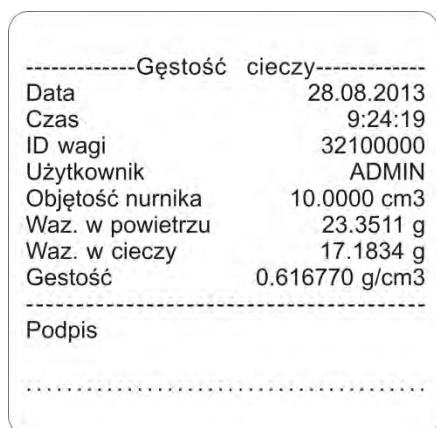 -------------Gęstość cieczy-------------
Data 28.08.2013
Czas 9:24:19
ID wagi 32100000
Użytkownik ADMIN
Objętość nurnika 10.0000 cm3
Waz. w powietrzu 23.3511 g
Waz. w cieczy 17.1834 g
Gestość 0.616770 g/cm3
----------------------------------------
Podpis
........................................